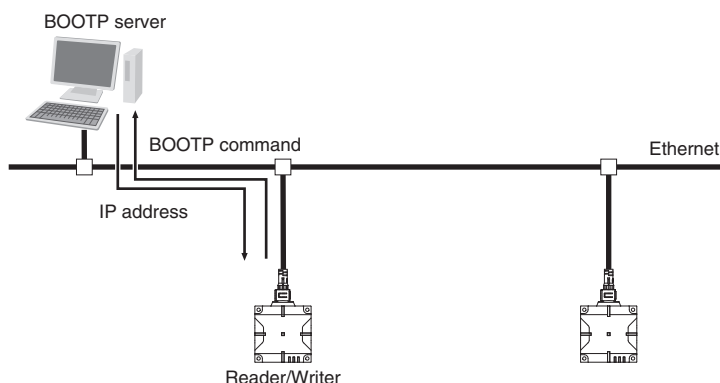 BOOTP server
BOOTP command
Ethernet
IP address
Reader/Writer